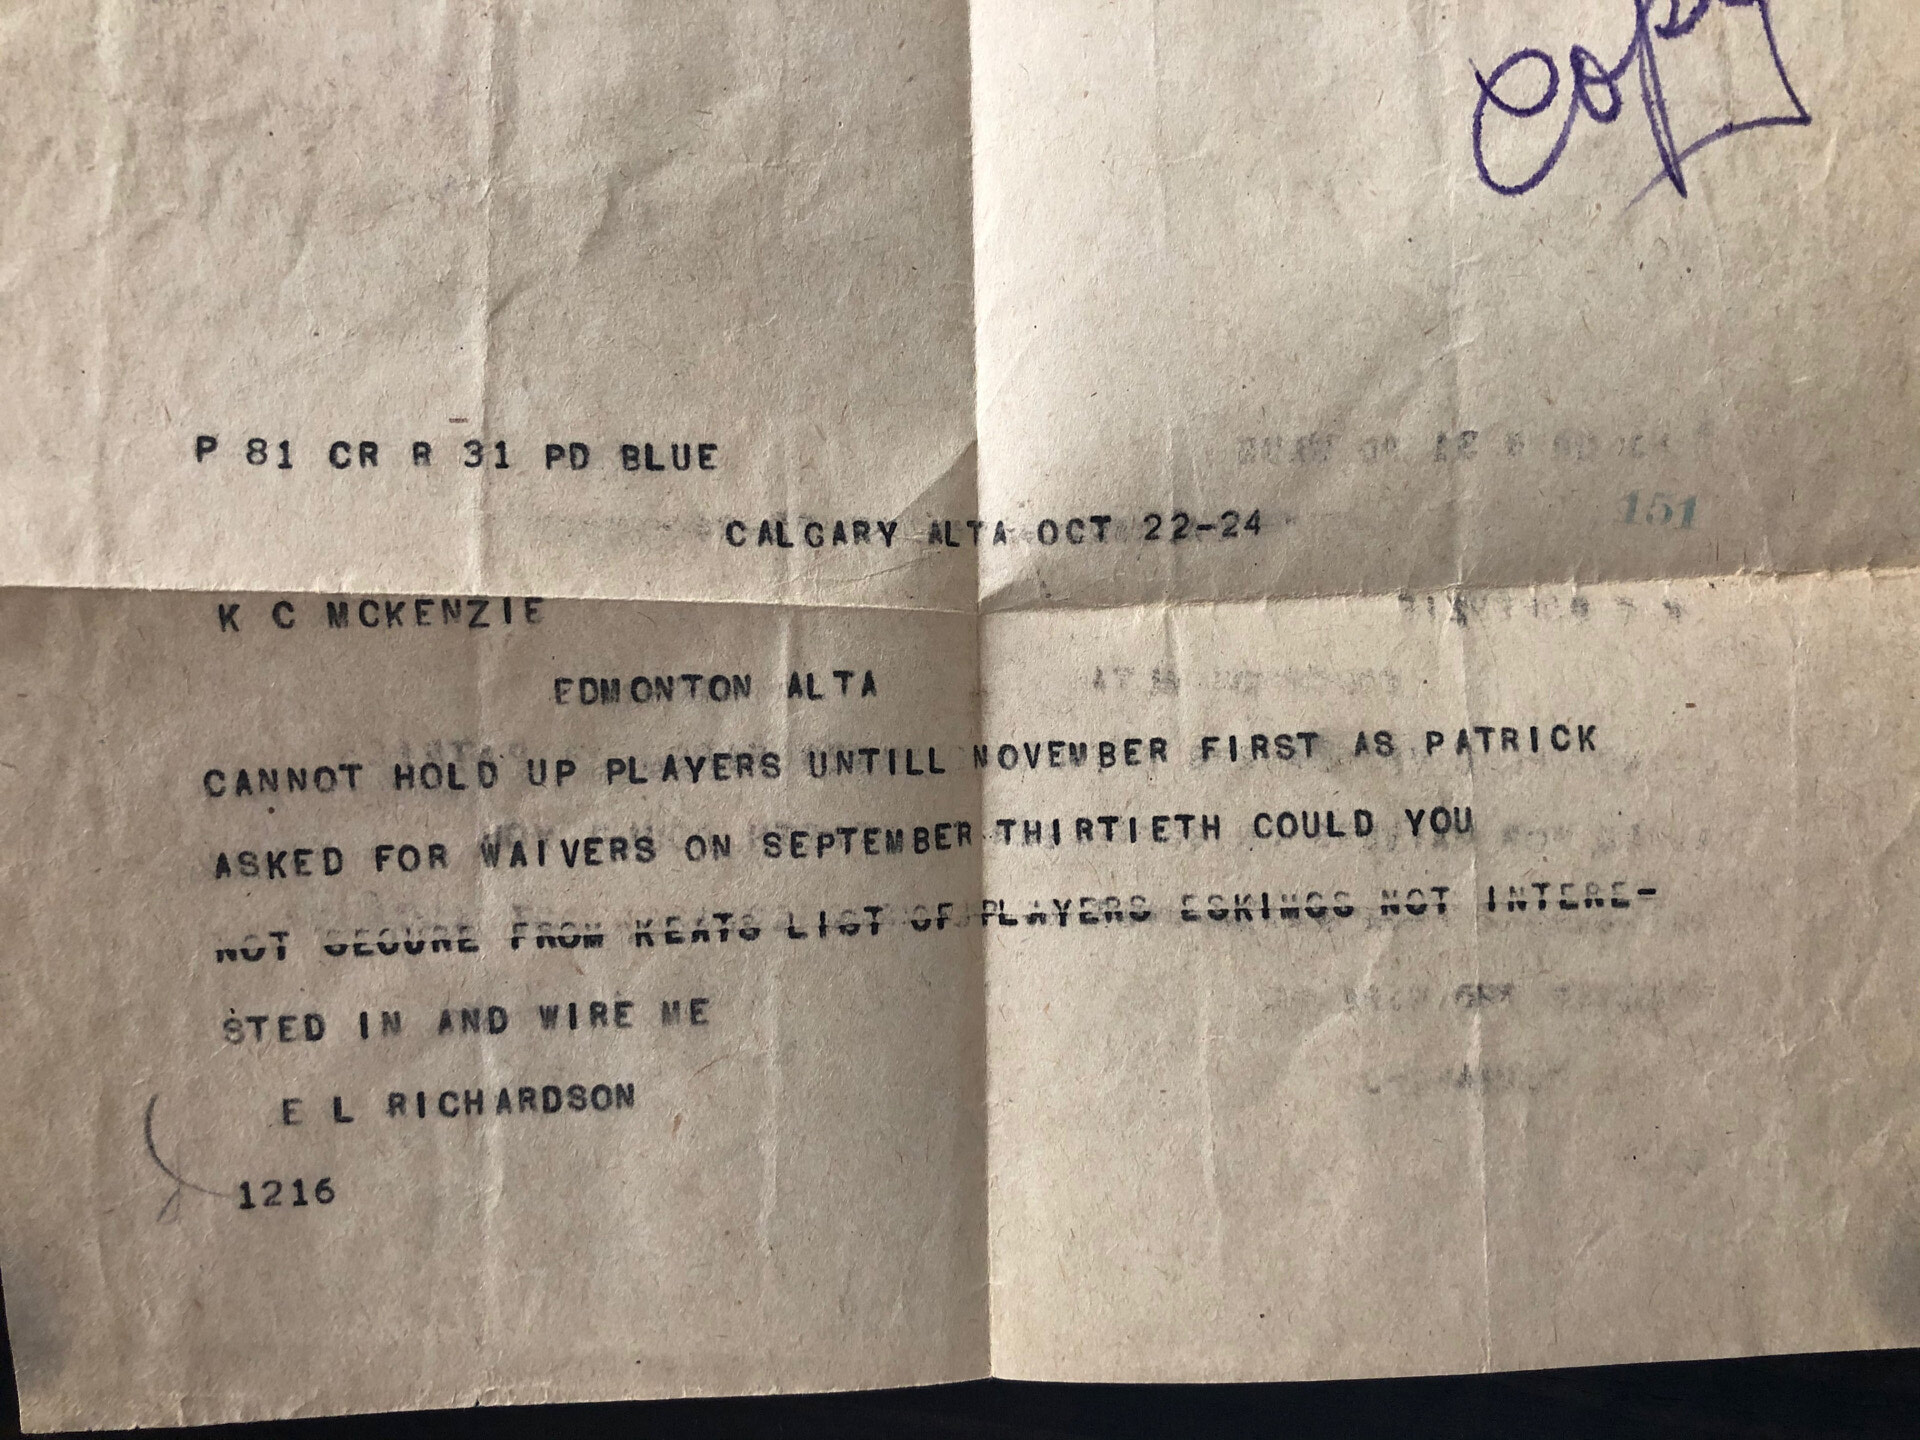 Copy
P 81 CR R 31 PD BLUE
CALGARY ALTA OCT 22-24
151
K C MCKENZIE
EDMONTON ALTA
CANNOT HOLD UP PLAYERS UNTILL NOVEMBER FIRST AS PATRICK
ASKED FOR WAIVERS ON SEPTEMBER THIRTIETH COULD YOU
NOT SECURE FROM KEATS LIST OF PLAYERS ESKIMOS NOT INTERE-
STED IN AND WIRE ME
E L RICHARDSON
1216